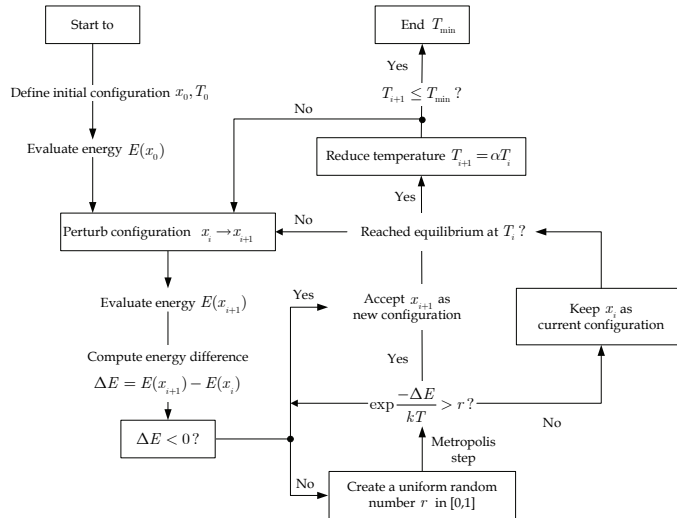 Start to
End T_min
Yes
Define initial configuration x_0, T_0
T_{i+1} ≤ T_min ?
No
Evaluate energy E(x_0)
Reduce temperature T_{i+1} = αT_i
Yes
Perturb configuration x_i → x_{i+1}
No
Reached equilibrium at T_i ?
Evaluate energy E(x_{i+1})
Yes
Accept x_{i+1} as
new configuration
Keep x_i as
current configuration
Compute energy difference
ΔE = E(x_{i+1}) − E(x_i)
Yes
exp −ΔE/kT > r ?
No
ΔE < 0 ?
Metropolis
step
No
Create a uniform random
number r in [0,1]